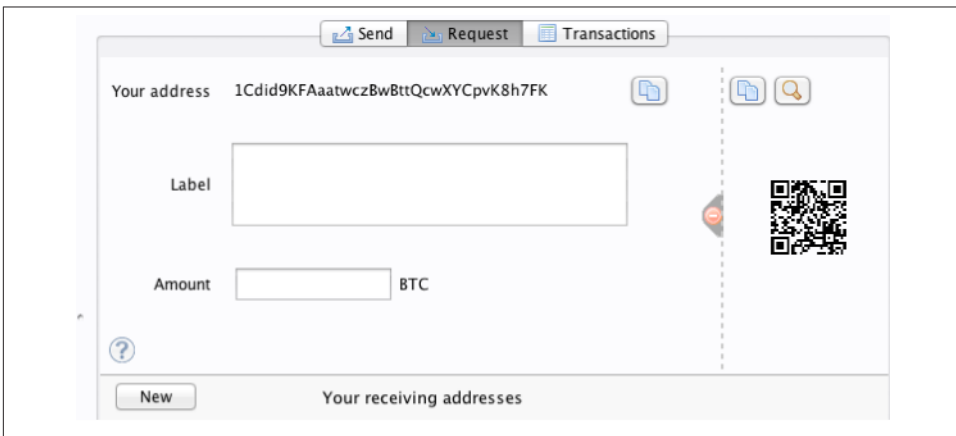 Send Request Transactions
Your address 1Cdid9KFAaatwczBwBttQcwXYCpvK8h7FK
Label
Amount BTC
?
New Your receiving addresses